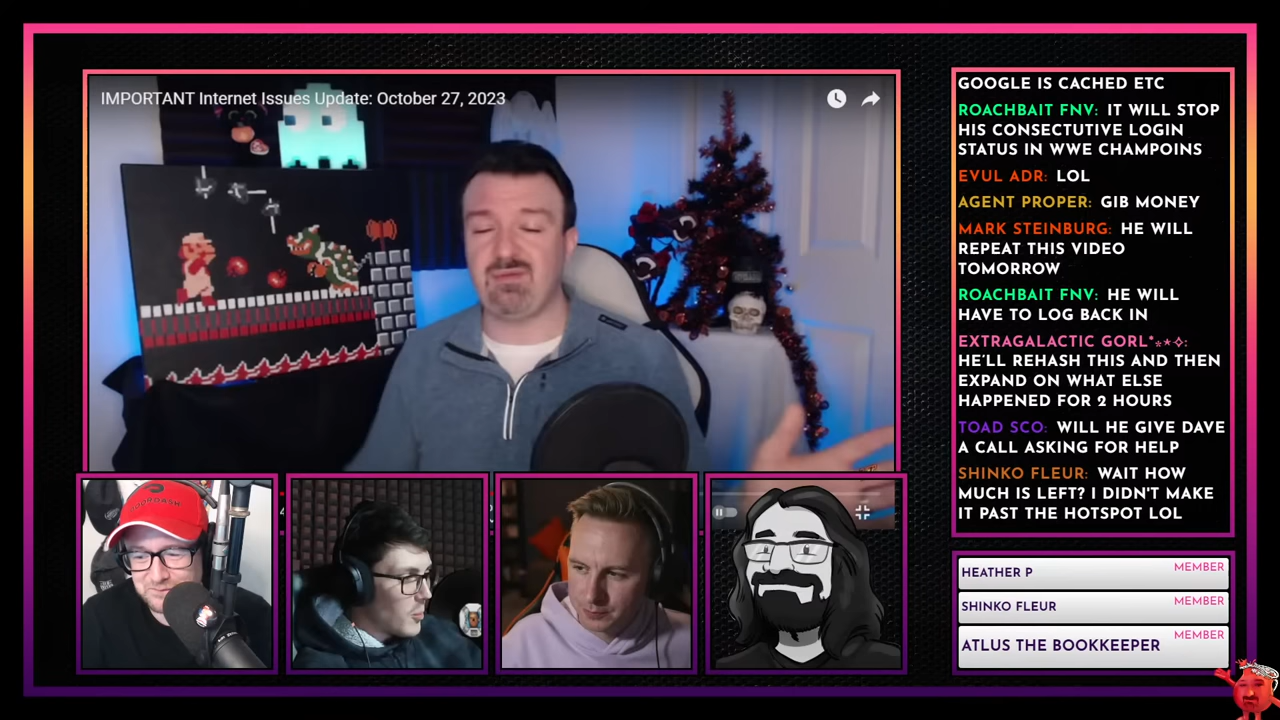 IMPORTANT Internet Issues Update: October 27, 2023
GOOGLE IS CACHED ETC
ROACHBAIT FNV: IT WILL STOP
HIS CONSECTUTIVE LOGIN
STATUS IN WWE CHAMPOINS
EVUL ADR: LOL
AGENT PROPER: GIB MONEY
MARK STEINBURG: HE WILL
REPEAT THIS VIDEO
TOMORROW
ROACHBAIT FNV: HE WILL
HAVE TO LOG BACK IN
EXTRAGALACTIC GORL*⁎⋆✧:
HE'LL REHASH THIS AND THEN
EXPAND ON WHAT ELSE
HAPPENED FOR 2 HOURS
TOAD SCO: WILL HE GIVE DAVE
A CALL ASKING FOR HELP
SHINKO FLEUR: WAIT HOW
MUCH IS LEFT? I DIDN'T MAKE
IT PAST THE HOTSPOT LOL
DOORDASH
HEATHER P MEMBER
SHINKO FLEUR MEMBER
ATLUS THE BOOKKEEPER MEMBER